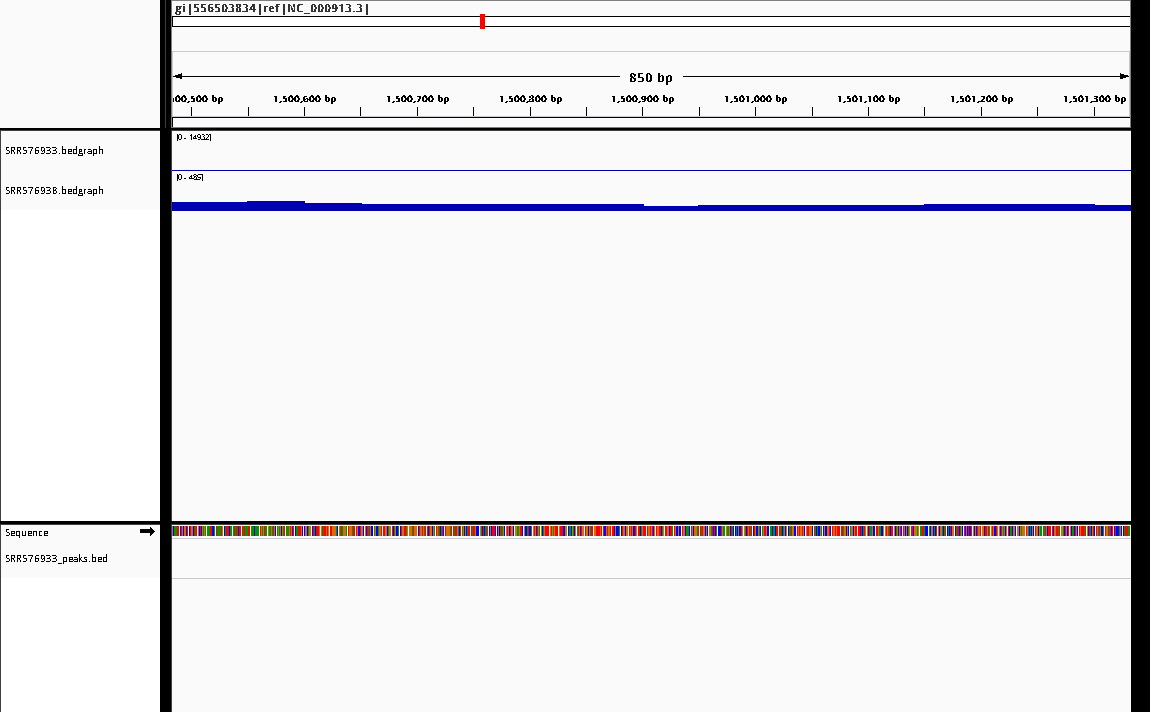 gi|556503834|ref|NC_000913.3|
850 bp
00,500 bp 1,500,600 bp 1,500,700 bp 1,500,800 bp 1,500,900 bp 1,501,000 bp 1,501,100 bp 1,501,200 bp 1,501,300 bp
[0 - 14932]
SRR576933.bedgraph
[0 - 485]
SRR576938.bedgraph
Sequence
SRR576933_peaks.bed